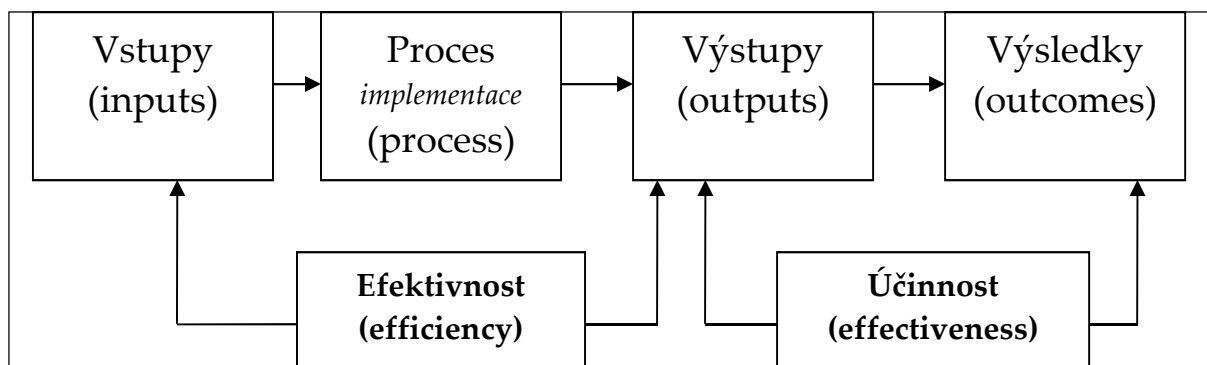 Vstupy
(inputs)
Proces
implementace
(process)
Výstupy
(outputs)
Výsledky
(outcomes)
Efektivnost
(efficiency)
Účinnost
(effectiveness)